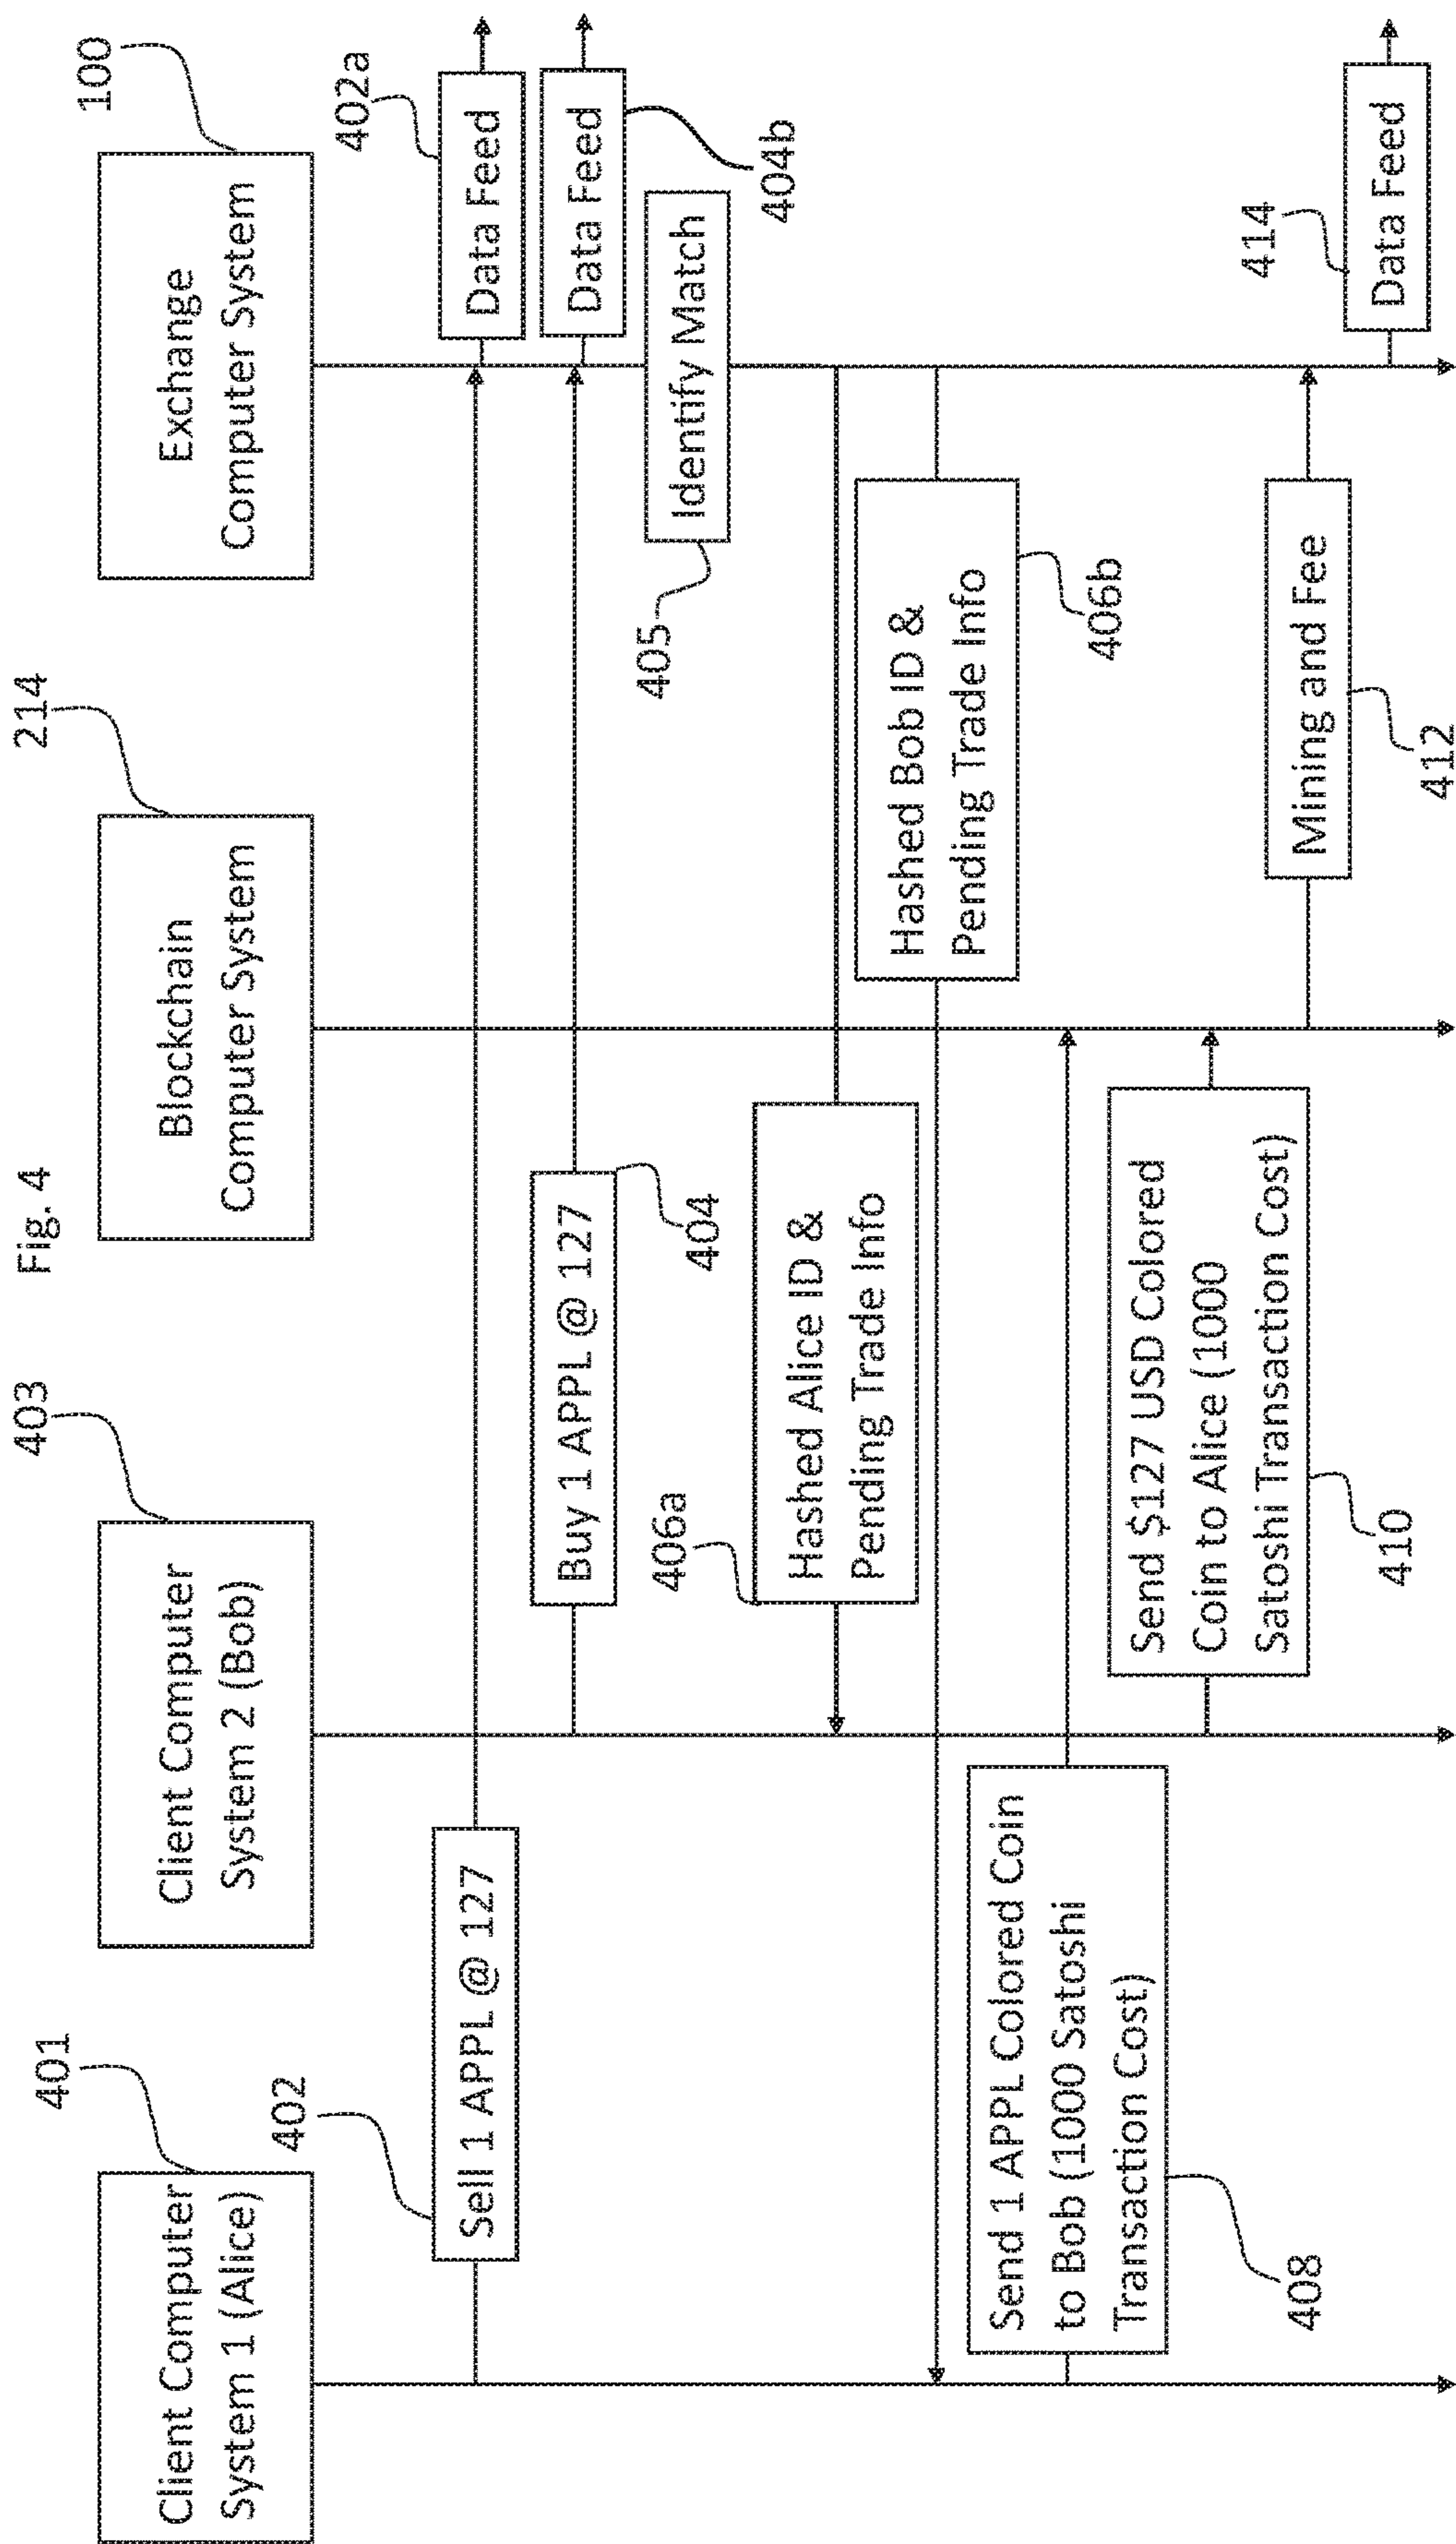 Fig. 4
401
403
214
100
Client Computer
System 1 (Alice)
Client Computer
System 2 (Bob)
Blockchain
Computer System
Exchange
Computer System
402
Sell 1 APPL @ 127
402a
Data Feed
Buy 1 APPL @ 127
404
Data Feed
404b
405
Identify Match
406a
Hashed Alice ID &
Pending Trade Info
Hashed Bob ID &
Pending Trade Info
406b
Send 1 APPL Colored Coin
to Bob (1000 Satoshi
Transaction Cost)
408
Send $127 USD Colored
Coin to Alice (1000
Satoshi Transaction Cost)
410
Mining and Fee
412
414
Data Feed